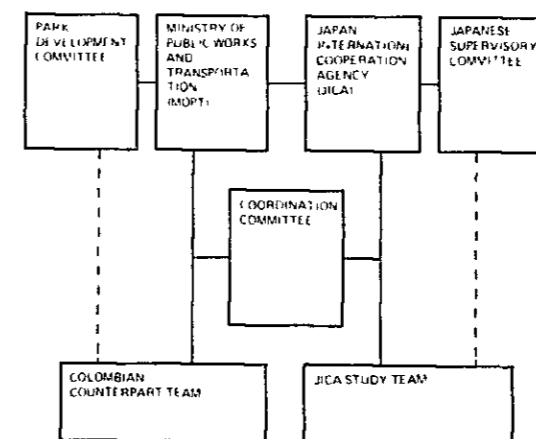 PARK
DEVELOPMENT
COMMITTEE
MINISTRY OF
PUBLIC WORKS
AND
TRANSPORTA
TION
(MOPT)
JAPAN
INTERNATIONAL
COOPERATION
AGENCY
(JICA)
JAPANESE
SUPERVISORY
COMMITTEE
COORDINATION
COMMITTEE
COLOMBIAN
COUNTERPART TEAM
JICA STUDY TEAM